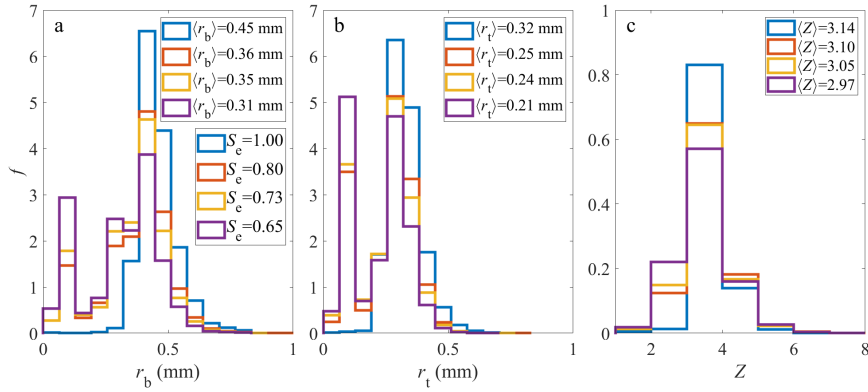 a
⟨r_b⟩=0.45 mm
⟨r_b⟩=0.36 mm
⟨r_b⟩=0.35 mm
⟨r_b⟩=0.31 mm
S_e=1.00
S_e=0.80
S_e=0.73
S_e=0.65
7
6
5
4
3
2
1
0
f
0 0.5 1
r_b (mm)
b
⟨r_t⟩=0.32 mm
⟨r_t⟩=0.25 mm
⟨r_t⟩=0.24 mm
⟨r_t⟩=0.21 mm
7
6
5
4
3
2
1
0
0 0.5 1
r_t (mm)
c
⟨Z⟩=3.14
⟨Z⟩=3.10
⟨Z⟩=3.05
⟨Z⟩=2.97
1
0.8
0.6
0.4
0.2
0
2 4 6 8
Z